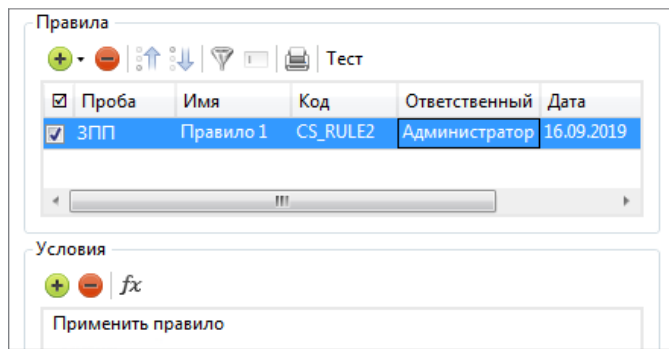 Правила
Тест
Проба Имя Код Ответственный Дата
ЗПП Правило 1 CS_RULE2 Администратор 16.09.2019
Условия
fx
Применить правило